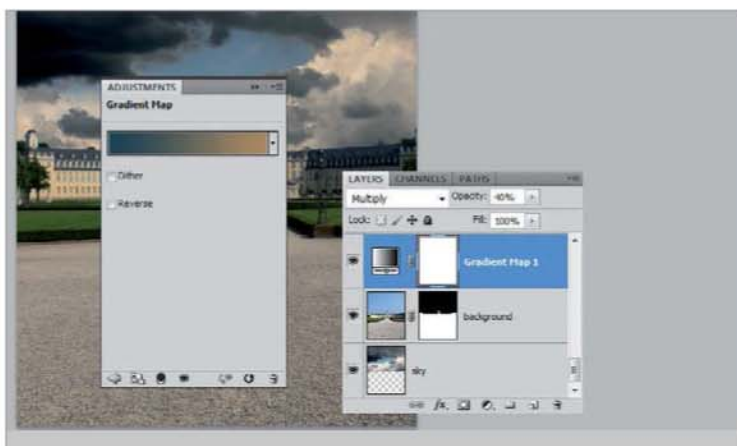 ADJUSTMENTS
Gradient Map
Dither
Reverse
LAYERS CHANNELS PATHS
Multiply Opacity: 40%
Lock: Fill: 100%
Gradient Map 1
background
sky
fx.